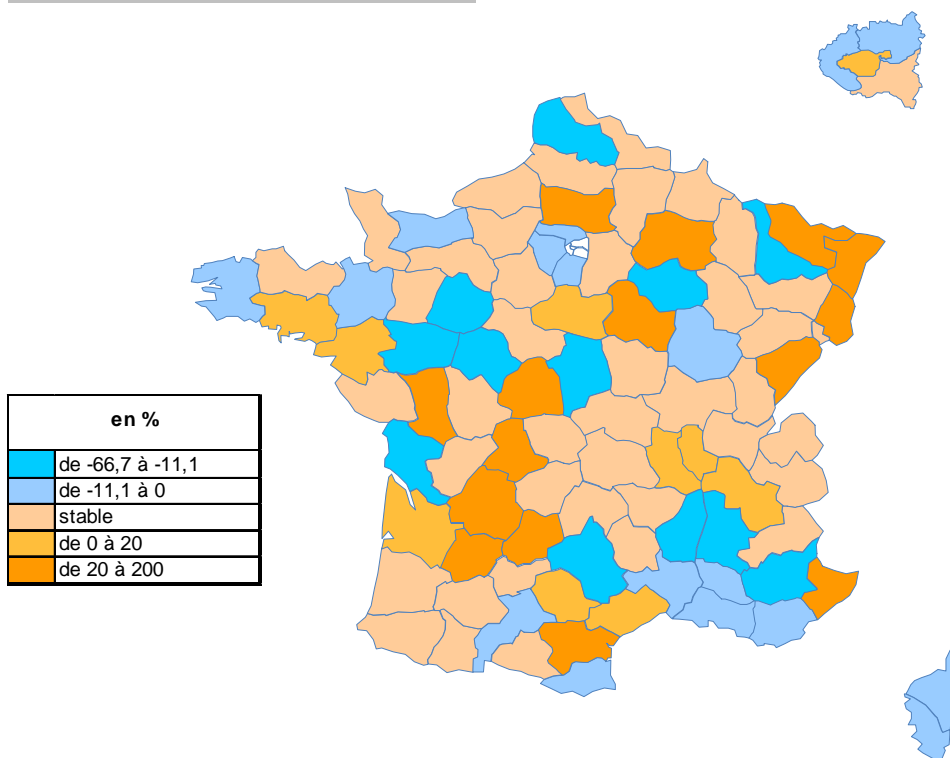 en %
de -66,7 à -11,1
de -11,1 à 0
stable
de 0 à 20
de 20 à 200